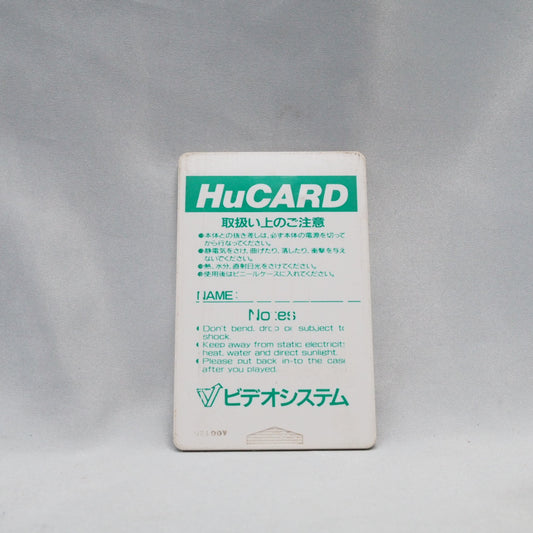 HuCARD
取扱い上のご注意
●本体との抜き差しは、必ず本体の電源を切って
から行なってください。
●静電気をさけ、曲げたり、濡したり、衝撃を与え
ないでください。
●熱、水分、直射日光をさけてください。
●使用後はビニールケースに入れてください。
NAME:
Notes
● Don't bend, drop or subject to
shock.
● Keep away from static electricity,
heat, water and direct sunlight.
● Please put back in-to the case
after you played.
ビデオシステム